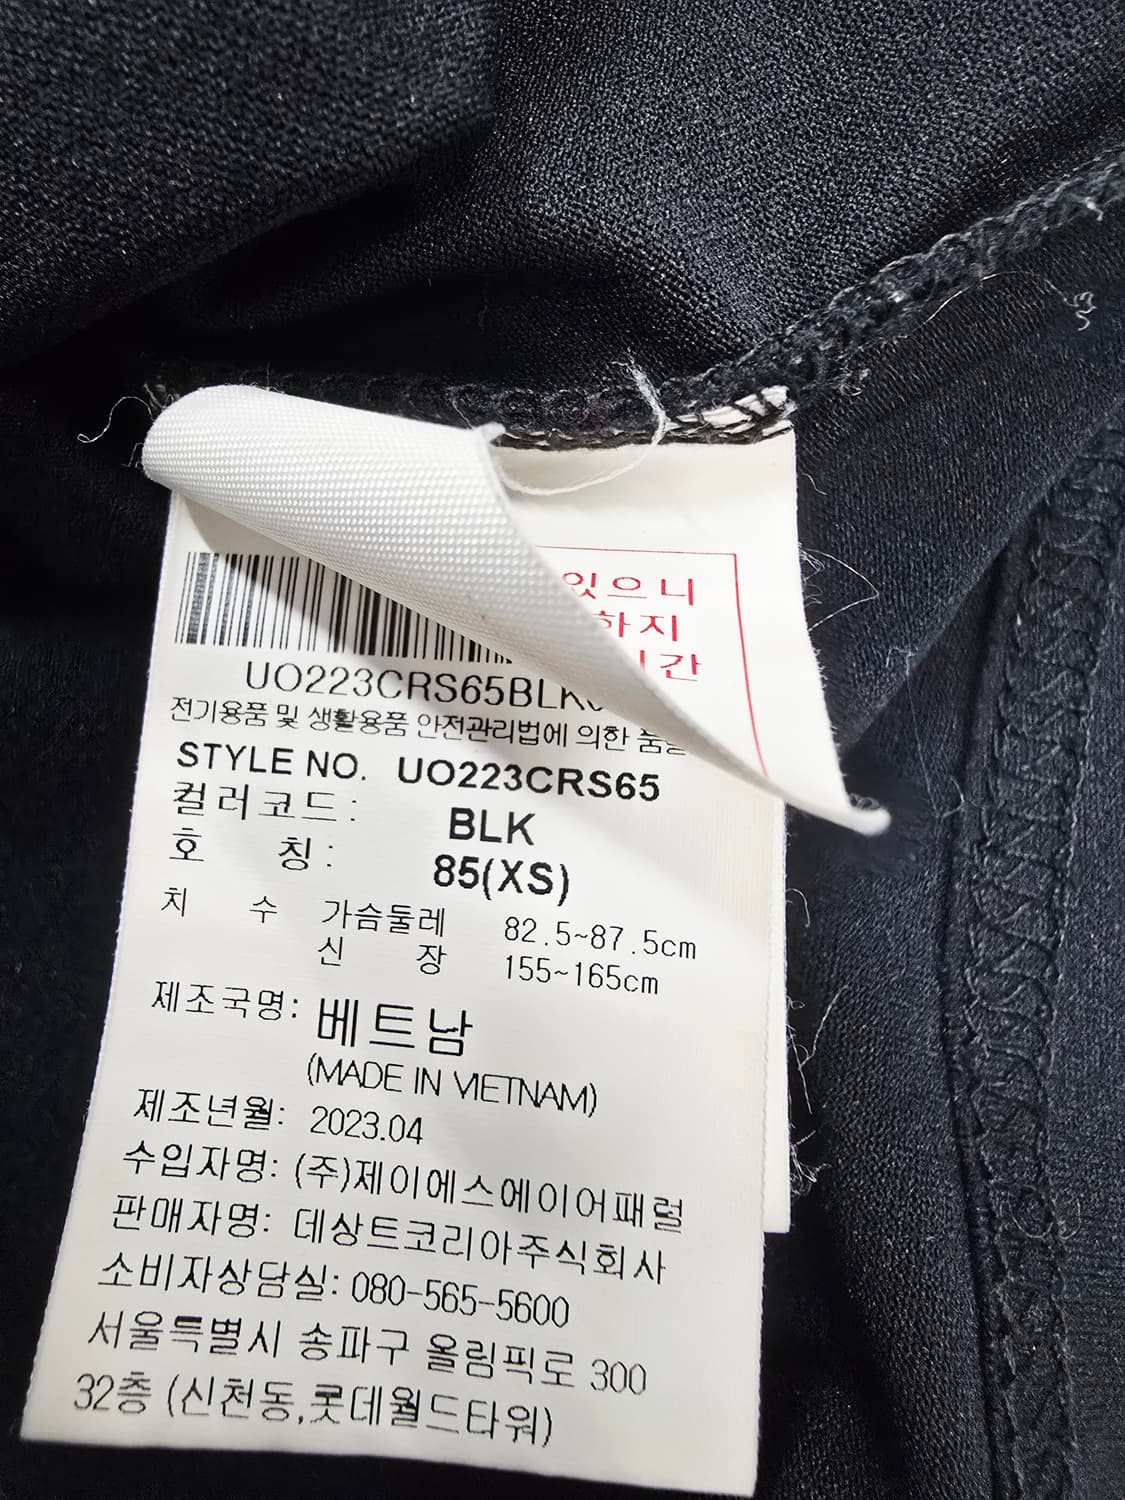 있으니
하지
간
UO223CRS65BLK
전기용품 및 생활용품 안전관리법에 의한 품질
STYLE NO. UO223CRS65
컬러코드: BLK
호 칭: 85(XS)
치 수 가슴둘레 82.5~87.5cm
신 장 155~165cm
제조국명: 베트남
(MADE IN VIETNAM)
제조년월: 2023.04
수입자명: (주)제이에스에이어패럴
판매자명: 데상트코리아주식회사
소비자상담실: 080-565-5600
서울특별시 송파구 올림픽로 300
32층 (신천동,롯데월드타워)